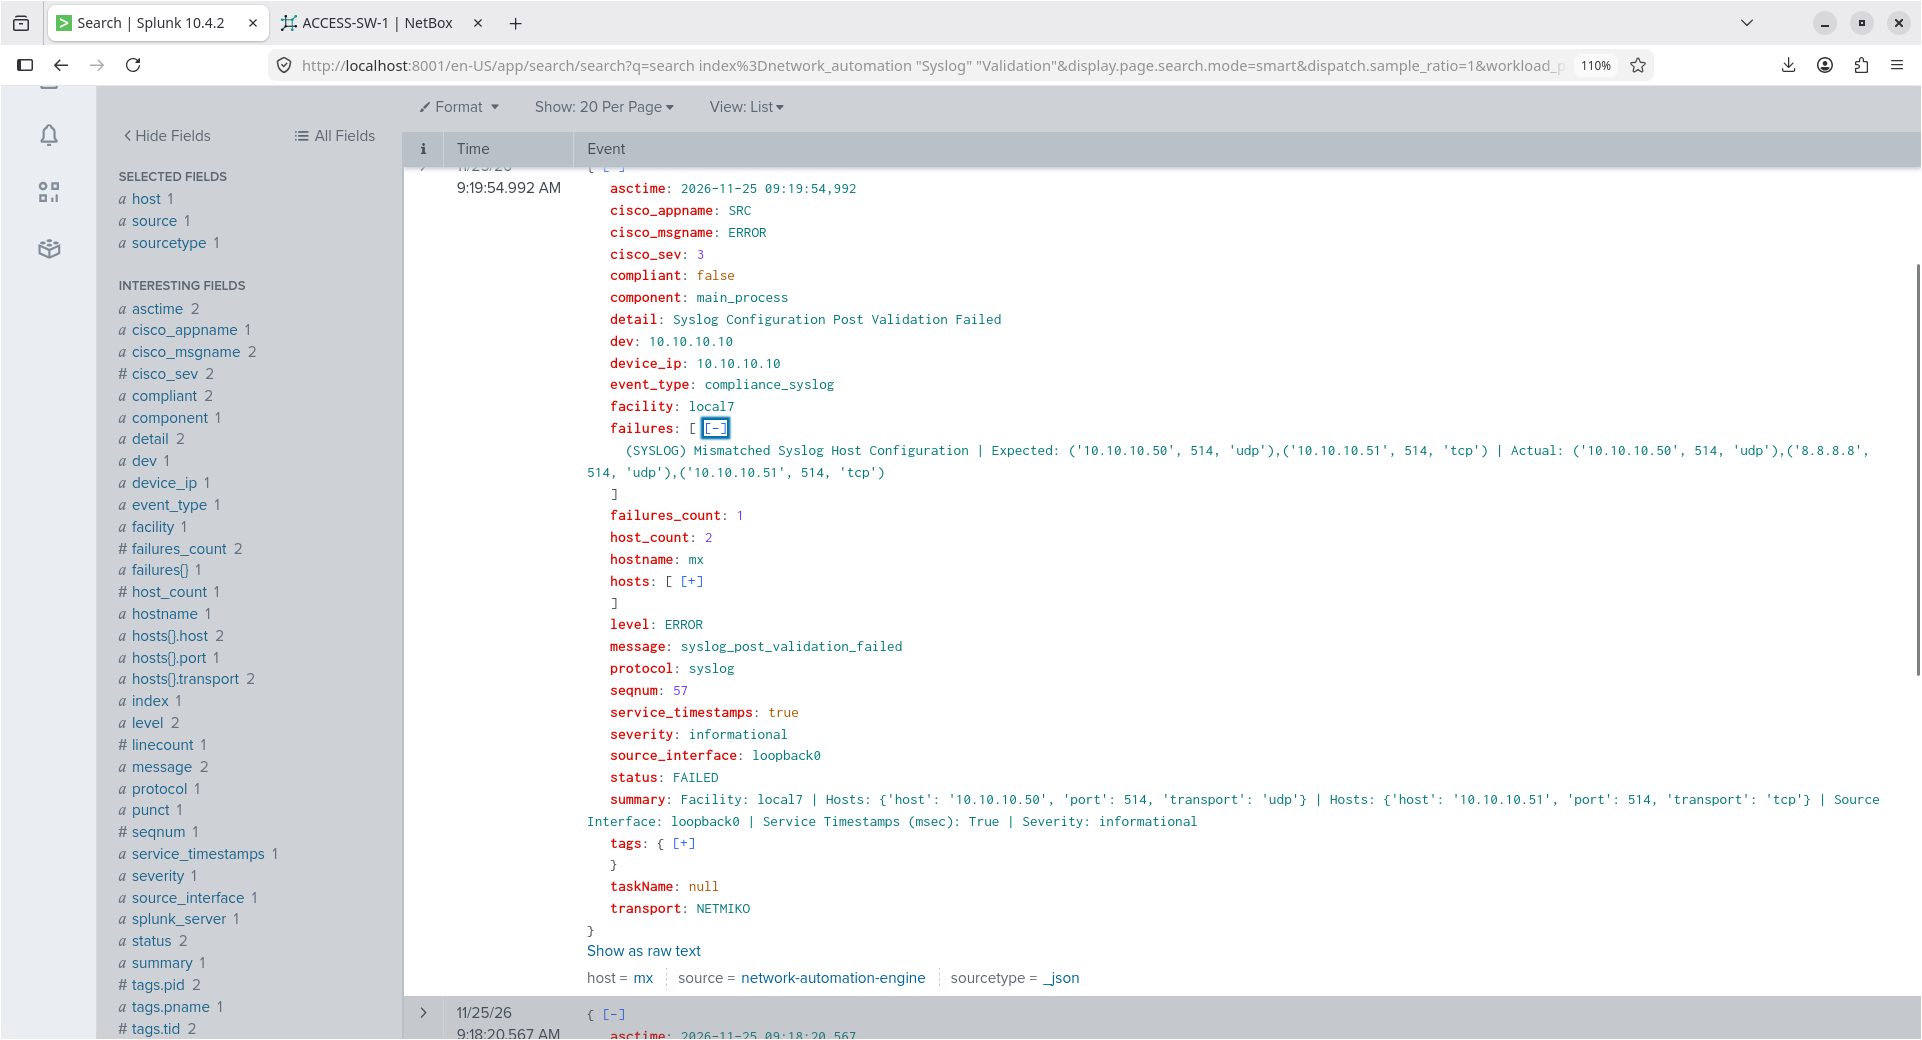 Search | Splunk 10.4.2
ACCESS-SW-1 | NetBox
http://localhost:8001/en-US/app/search/search?q=search index%3Dnetwork_automation "Syslog" "Validation"&display.page.search.mode=smart&dispatch.sample_ratio=1&workload_p
110%
Format
Show: 20 Per Page
View: List
Hide Fields
All Fields
i
Time
Event
SELECTED FIELDS
a host 1
a source 1
a sourcetype 1
INTERESTING FIELDS
a asctime 2
a cisco_appname 1
a cisco_msgname 2
# cisco_sev 2
a compliant 2
a component 1
a detail 2
a dev 1
a device_ip 1
a event_type 1
a facility 1
# failures_count 2
a failures{} 1
# host_count 1
a hostname 1
a hosts{}.host 2
a hosts{}.port 1
a hosts{}.transport 2
a index 1
a level 2
# linecount 1
a message 2
a protocol 1
a punct 1
# seqnum 1
a service_timestamps 1
a severity 1
a source_interface 1
a splunk_server 1
a status 2
a summary 1
# tags.pid 2
a tags.pname 1
# tags.tid 2
9:19:54.992 AM
{ [-]
asctime: 2026-11-25 09:19:54,992
cisco_appname: SRC
cisco_msgname: ERROR
cisco_sev: 3
compliant: false
component: main_process
detail: Syslog Configuration Post Validation Failed
dev: 10.10.10.10
device_ip: 10.10.10.10
event_type: compliance_syslog
facility: local7
failures: [ [-]
(SYSLOG) Mismatched Syslog Host Configuration | Expected: ('10.10.10.50', 514, 'udp'),('10.10.10.51', 514, 'tcp') | Actual: ('10.10.10.50', 514, 'udp'),('8.8.8.8',
514, 'udp'),('10.10.10.51', 514, 'tcp')
]
failures_count: 1
host_count: 2
hostname: mx
hosts: [ [+]
]
level: ERROR
message: syslog_post_validation_failed
protocol: syslog
seqnum: 57
service_timestamps: true
severity: informational
source_interface: loopback0
status: FAILED
summary: Facility: local7 | Hosts: {'host': '10.10.10.50', 'port': 514, 'transport': 'udp'} | Hosts: {'host': '10.10.10.51', 'port': 514, 'transport': 'tcp'} | Source
Interface: loopback0 | Service Timestamps (msec): True | Severity: informational
tags: { [+]
}
taskName: null
transport: NETMIKO
}
Show as raw text
host = mx source = network-automation-engine sourcetype = _json
11/25/26
9:18:20.567 AM
{ [-]
asctime: 2026-11-25 09:18:20,567